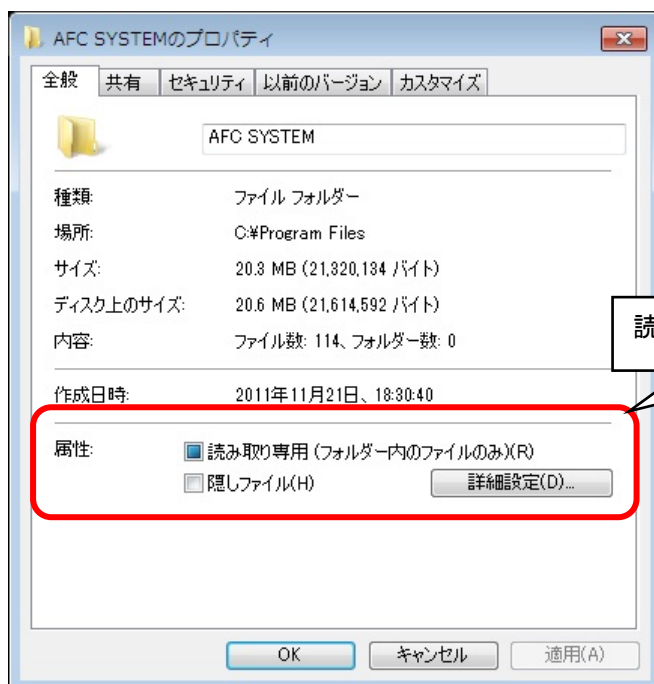 AFC SYSTEMのプロパティ
全般 共有 セキュリティ 以前のバージョン カスタマイズ
AFC SYSTEM
種類: ファイル フォルダー
場所: C:¥Program Files
サイズ: 20.3 MB (21,320,134 バイト)
ディスク上のサイズ: 20.6 MB (21,614,592 バイト)
内容: ファイル数: 114、フォルダー数: 0
読
作成日時: 2011年11月21日、18:30:40
属性: 読み取り専用 (フォルダー内のファイルのみ)(R)
隠しファイル(H) 詳細設定(D)...
OK キャンセル 適用(A)